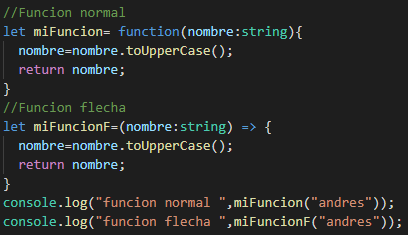 //Funcion normal
let miFuncion= function(nombre:string){
  nombre=nombre.toUpperCase();
  return nombre;
}
//Funcion flecha
let miFuncionF=(nombre:string) => {
  nombre=nombre.toUpperCase();
  return nombre;
}
console.log("funcion normal ",miFuncion("andres"));
console.log("funcion flecha ",miFuncionF("andres"));